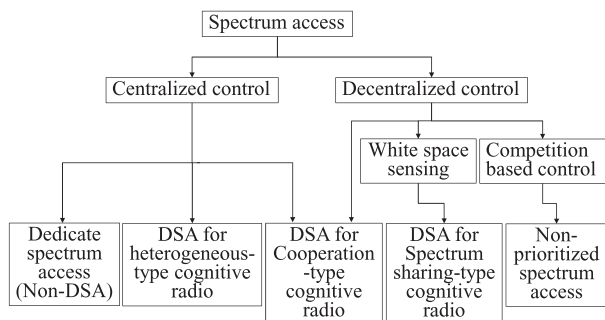 Spectrum access
Centralized control
Decentralized control
White space
sensing
Competition
based control
Dedicate
spectrum
access
(Non-DSA)
DSA for
heterogeneous-
type cognitive
radio
DSA for
Cooperation
-type
cognitive
radio
DSA for
Spectrum
sharing-type
cognitive
radio
Non-
prioritized
spectrum
access